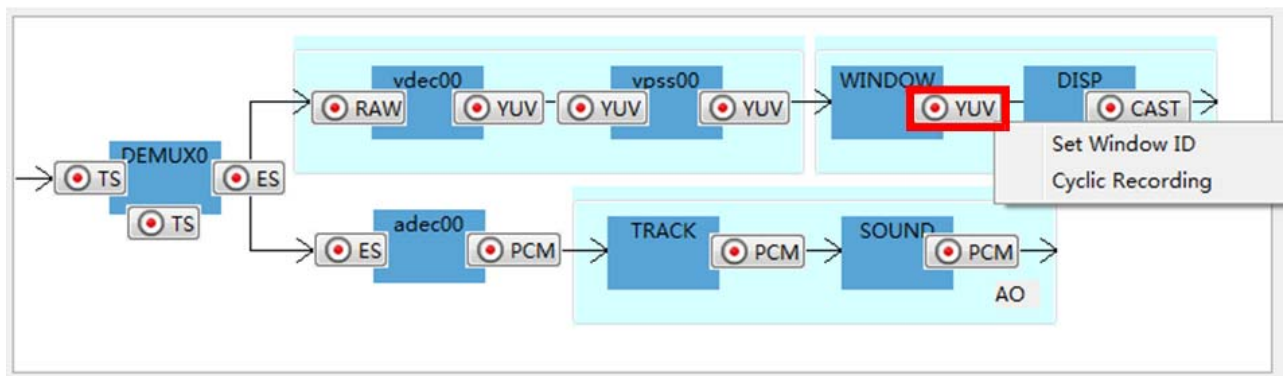 vdec00
vpss00
WINDOW
DISP
RAW
YUV
YUV
YUV
YUV
CAST
Set Window ID
Cyclic Recording
DEMUX0
TS
ES
TS
adec00
TRACK
SOUND
ES
PCM
PCM
PCM
AO